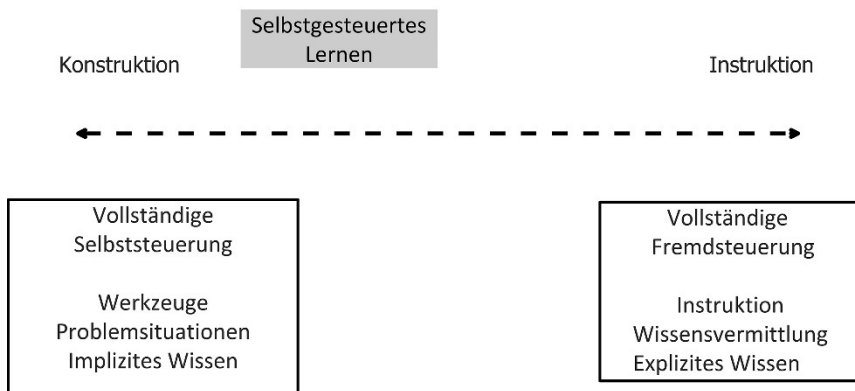 Selbstgesteuertes
Lernen
Konstruktion
Instruktion
Vollständige
Selbststeuerung
Werkzeuge
Problemsituationen
Implizites Wissen
Vollständige
Fremdsteuerung
Instruktion
Wissensvermittlung
Explizites Wissen